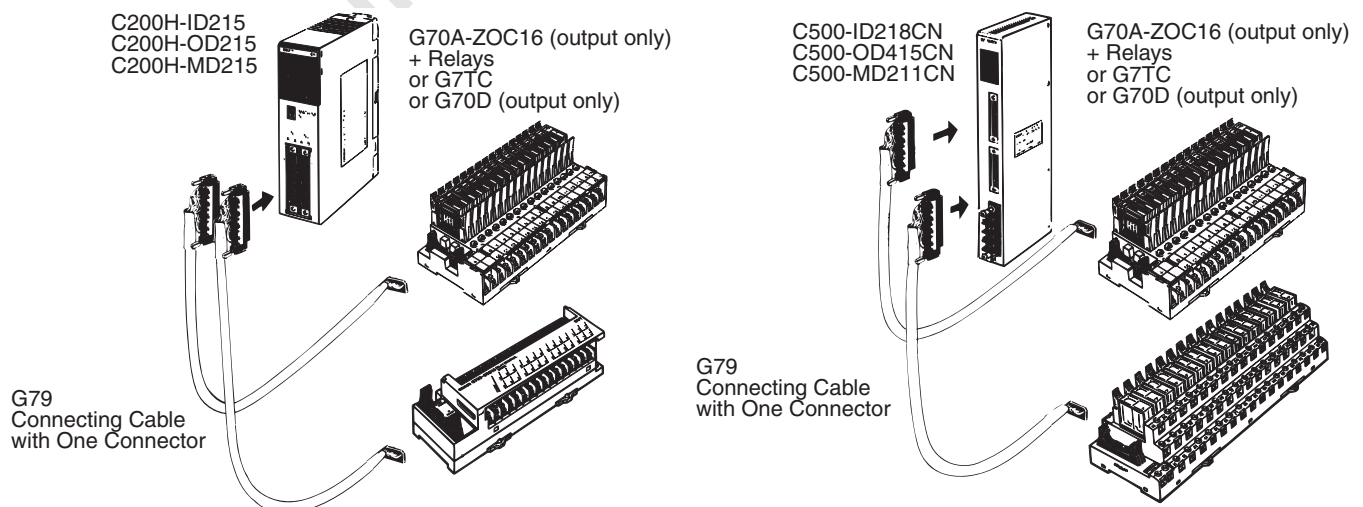 C200H-ID215
C200H-OD215
C200H-MD215
G70A-ZOC16 (output only)
+ Relays
or G7TC
or G70D (output only)
G79
Connecting Cable
with One Connector
C500-ID218CN
C500-OD415CN
C500-MD211CN
G70A-ZOC16 (output only)
+ Relays
or G7TC
or G70D (output only)
G79
Connecting Cable
with One Connector